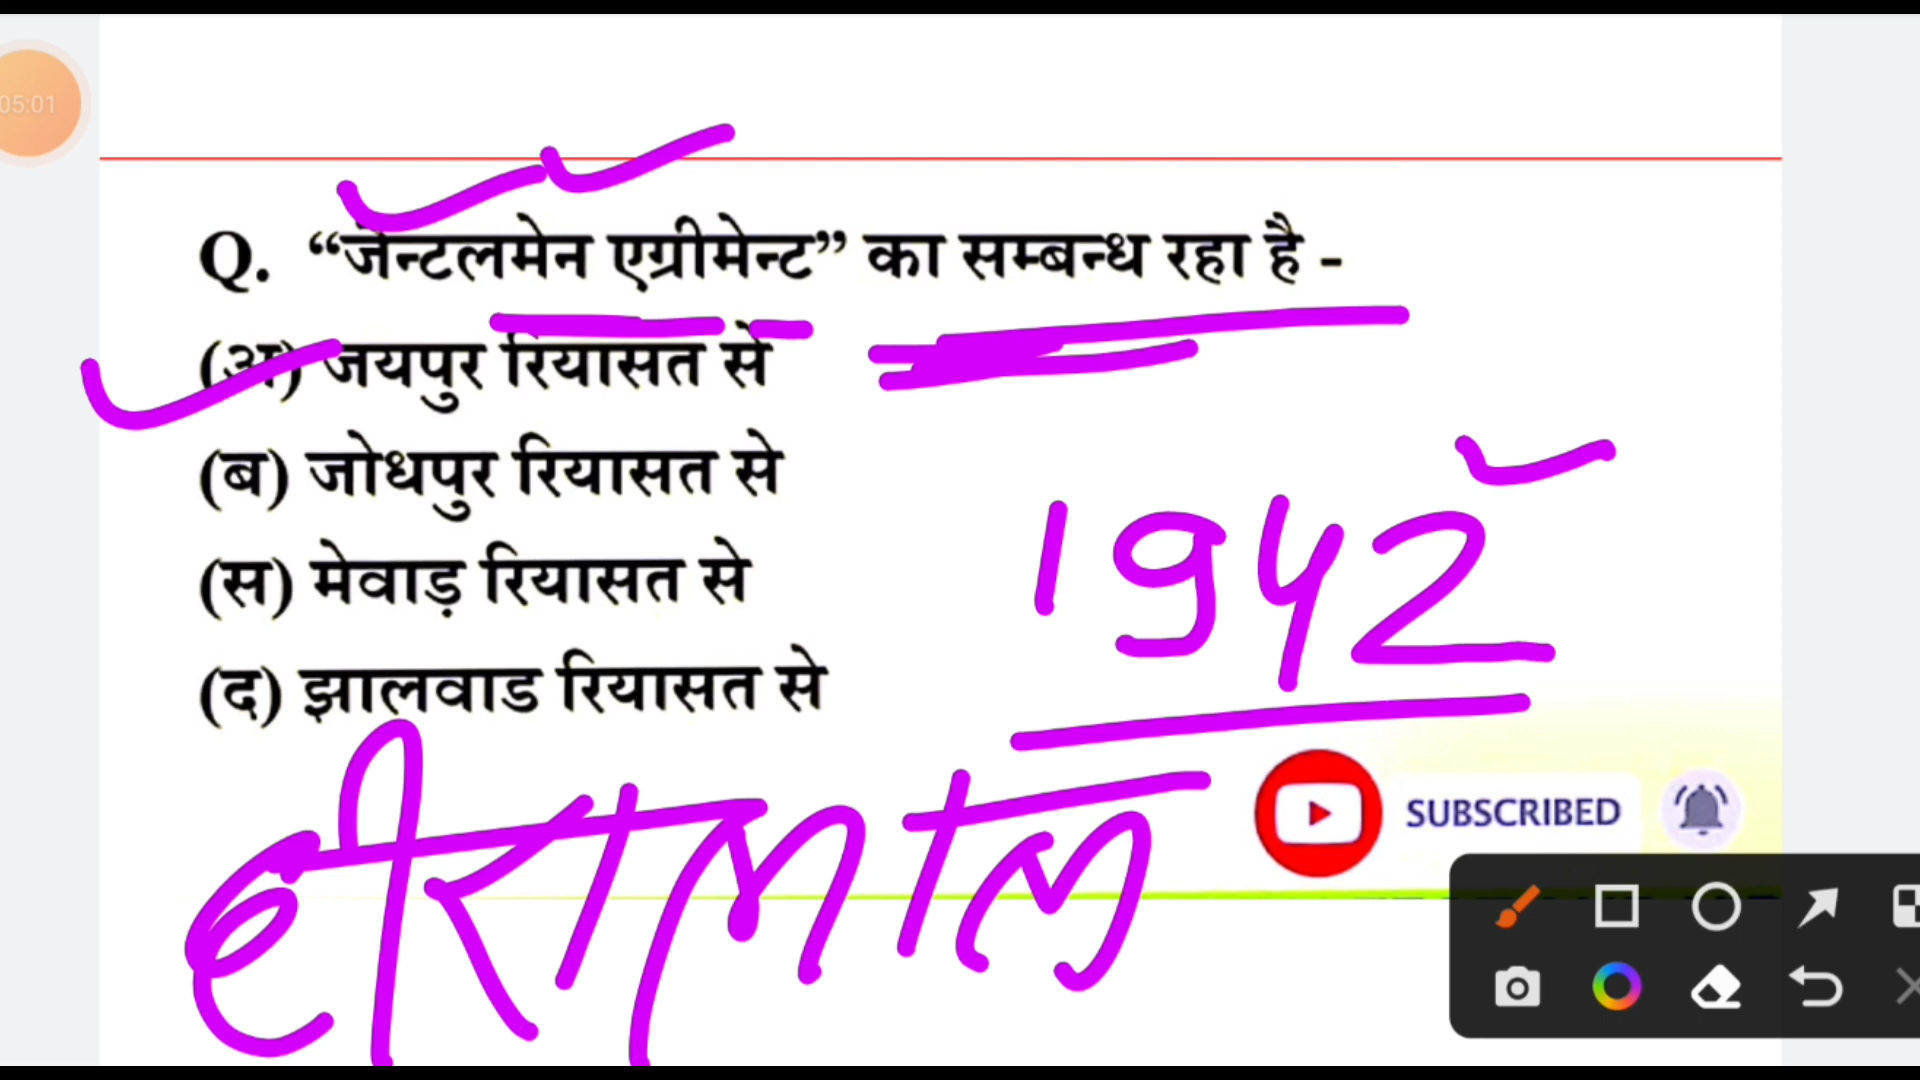 05:01
Q. “जेन्टलमेन एग्रीमेन्ट” का सम्बन्ध रहा है -
(अ) जयपुर रियासत से
(ब) जोधपुर रियासत से
(स) मेवाड़ रियासत से
(द) झालवाड रियासत से
1942
हीरालाल
SUBSCRIBED